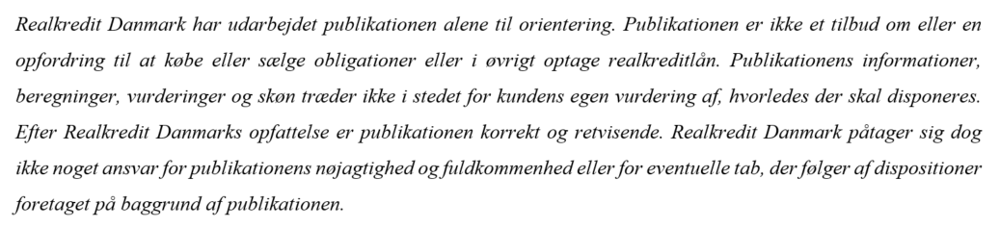 Realkredit Danmark har udarbejdet publikationen alene til orientering. Publikationen er ikke et tilbud om eller en
opfordring til at købe eller sælge obligationer eller i øvrigt optage realkreditlån. Publikationens informationer,
beregninger, vurderinger og skøn træder ikke i stedet for kundens egen vurdering af, hvorledes der skal disponeres.
Efter Realkredit Danmarks opfattelse er publikationen korrekt og retvisende. Realkredit Danmark påtager sig dog
ikke noget ansvar for publikationens nøjagtighed og fuldkommenhed eller for eventuelle tab, der følger af dispositioner
foretaget på baggrund af publikationen.